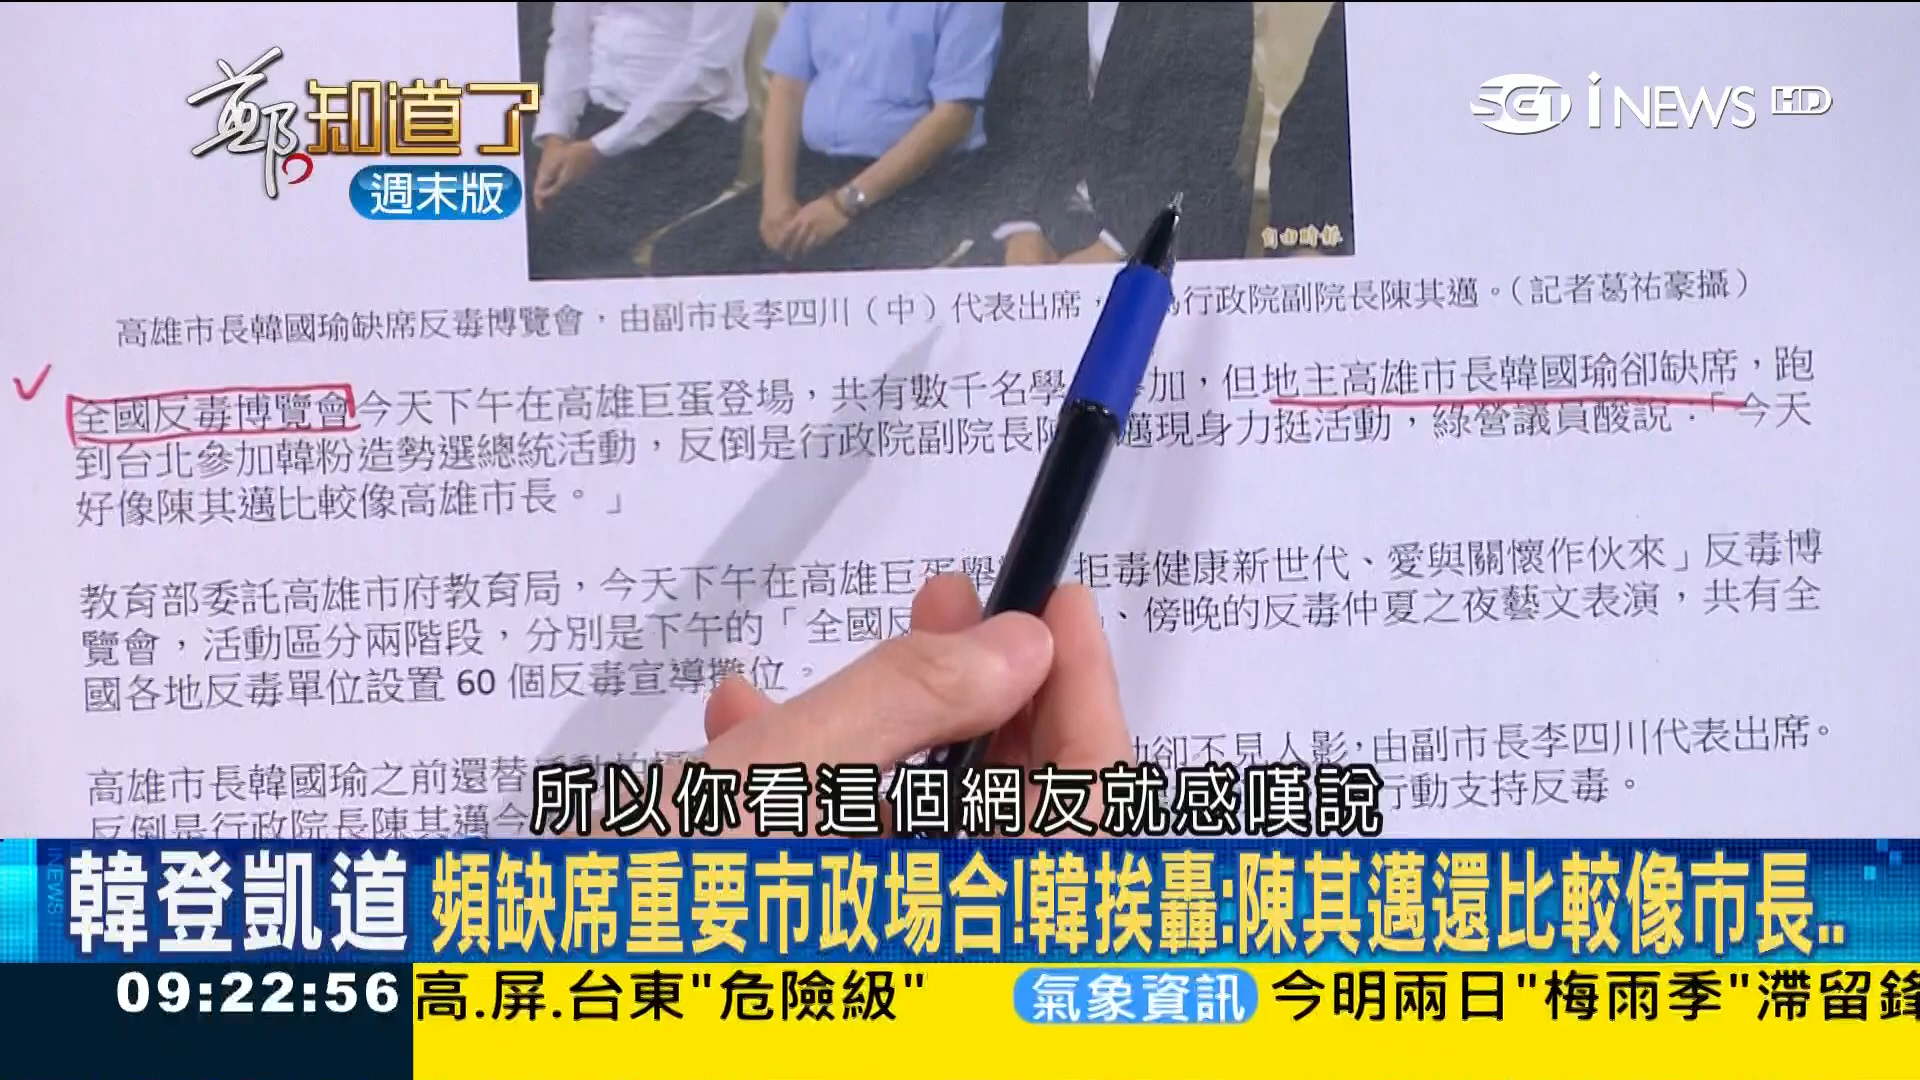 鄭知道了
週末版
SETiNEWS HD
自由時報
高雄市長韓國瑜缺席反毒博覽會，由副市長李四川（中）代表出席，為行政院副院長陳其邁。（記者葛祐豪攝）
全國反毒博覽會今天下午在高雄巨蛋登場，共有數千名學 參加，但地主高雄市長韓國瑜卻缺席，跑
到台北參加韓粉造勢選總統活動，反倒是行政院副院長陳 邁現身力挺活動，綠營議員酸說：「今天
好像陳其邁比較像高雄市長。」
教育部委託高雄市府教育局，今天下午在高雄巨蛋舉 拒毒健康新世代、愛與關懷作伙來」反毒博
覽會，活動區分兩階段，分別是下午的「全國反 、傍晚的反毒仲夏之夜藝文表演，共有全
國各地反毒單位設置 60 個反毒宣導攤位。
高雄市長韓國瑜之前還替 卻不見人影，由副市長李四川代表出席。
反倒是行政院長陳其邁今 行動支持反毒。
所以你看這個網友就感嘆說
INEWS 韓登凱道 頻缺席重要市政場合!韓挨轟:陳其邁還比較像市長..
09:22:56 高.屏.台東"危險級" 氣象資訊 今明兩日"梅雨季"滯留鋒